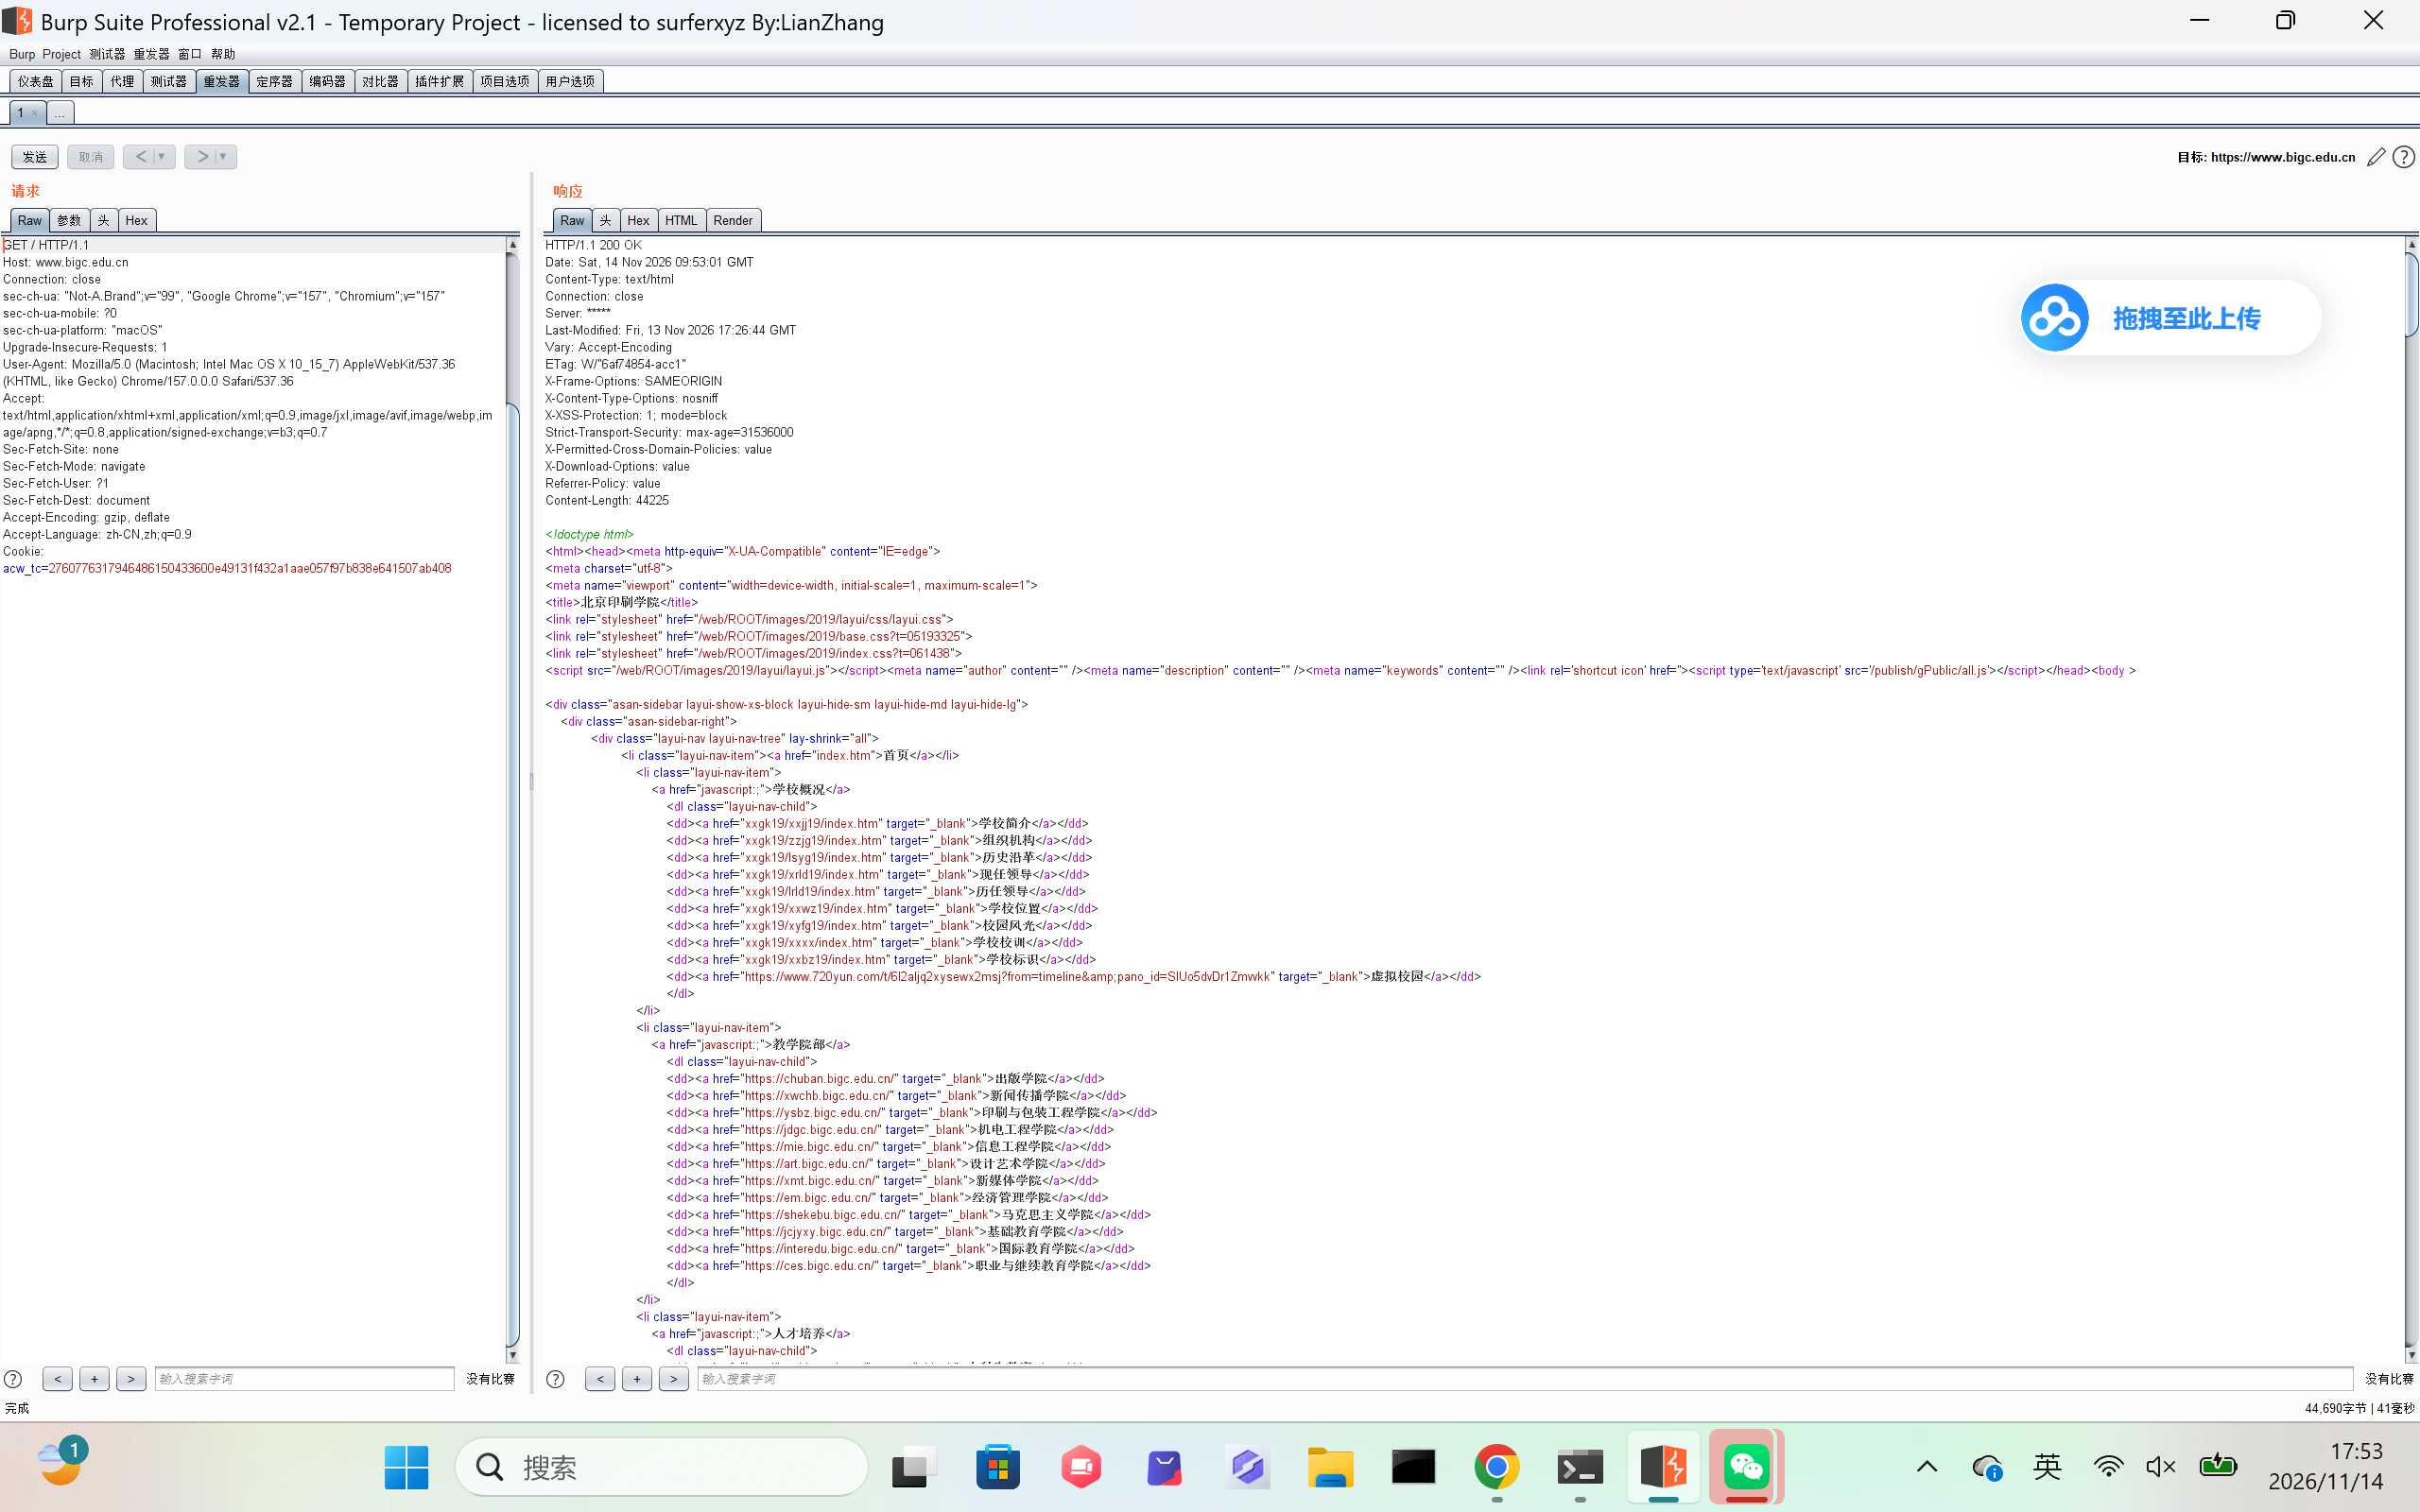 Burp Suite Professional v2.1 - Temporary Project - licensed to surferxyz By:LianZhang
Burp Project 测试器 重发器 窗口 帮助
仪表盘 目标 代理 测试器 重发器 定序器 编码器 对比器 插件扩展 项目选项 用户选项
1 × ...
发送 取消 < > 目标: https://www.bigc.edu.cn
请求
Raw 参数 头 Hex
GET / HTTP/1.1
Host: www.bigc.edu.cn
Connection: close
sec-ch-ua: "Not-A.Brand";v="99", "Google Chrome";v="157", "Chromium";v="157"
sec-ch-ua-mobile: ?0
sec-ch-ua-platform: "macOS"
Upgrade-Insecure-Requests: 1
User-Agent: Mozilla/5.0 (Macintosh; Intel Mac OS X 10_15_7) AppleWebKit/537.36
(KHTML, like Gecko) Chrome/157.0.0.0 Safari/537.36
Accept:
text/html,application/xhtml+xml,application/xml;q=0.9,image/jxl,image/avif,image/webp,im
age/apng,*/*;q=0.8,application/signed-exchange;v=b3;q=0.7
Sec-Fetch-Site: none
Sec-Fetch-Mode: navigate
Sec-Fetch-User: ?1
Sec-Fetch-Dest: document
Accept-Encoding: gzip, deflate
Accept-Language: zh-CN,zh;q=0.9
Cookie:
acw_tc=2760776317946486150433600e49131f432a1aae057f97b838e641507ab408
输入搜索字词 没有比赛
响应
Raw 头 Hex HTML Render
HTTP/1.1 200 OK
Date: Sat, 14 Nov 2026 09:53:01 GMT
Content-Type: text/html
Connection: close
Server: *****
Last-Modified: Fri, 13 Nov 2026 17:26:44 GMT
Vary: Accept-Encoding
ETag: W/"6af74854-acc1"
X-Frame-Options: SAMEORIGIN
X-Content-Type-Options: nosniff
X-XSS-Protection: 1; mode=block
Strict-Transport-Security: max-age=31536000
X-Permitted-Cross-Domain-Policies: value
X-Download-Options: value
Referrer-Policy: value
Content-Length: 44225
<!doctype html>
<html><head><meta http-equiv="X-UA-Compatible" content="IE=edge">
<meta charset="utf-8">
<meta name="viewport" content="width=device-width, initial-scale=1, maximum-scale=1">
<title>北京印刷学院</title>
<link rel="stylesheet" href="/web/ROOT/images/2019/layui/css/layui.css">
<link rel="stylesheet" href="/web/ROOT/images/2019/base.css?t=05193325">
<link rel="stylesheet" href="/web/ROOT/images/2019/index.css?t=061438">
<script src="/web/ROOT/images/2019/layui/layui.js"></script><meta name="author" content="" /><meta name="description" content="" /><meta name="keywords" content="" /><link rel='shortcut icon' href=''><script type='text/javascript' src='/publish/gPublic/all.js'></script></head><body >
<div class="asan-sidebar layui-show-xs-block layui-hide-sm layui-hide-md layui-hide-lg">
<div class="asan-sidebar-right">
<div class="layui-nav layui-nav-tree" lay-shrink="all">
<li class="layui-nav-item"><a href="index.htm">首页</a></li>
<li class="layui-nav-item">
<a href="javascript:;">学校概况</a>
<dl class="layui-nav-child">
<dd><a href="xxgk19/xxjj19/index.htm" target="_blank">学校简介</a></dd>
<dd><a href="xxgk19/zzjg19/index.htm" target="_blank">组织机构</a></dd>
<dd><a href="xxgk19/lsyg19/index.htm" target="_blank">历史沿革</a></dd>
<dd><a href="xxgk19/xrld19/index.htm" target="_blank">现任领导</a></dd>
<dd><a href="xxgk19/lrld19/index.htm" target="_blank">历任领导</a></dd>
<dd><a href="xxgk19/xxwz19/index.htm" target="_blank">学校位置</a></dd>
<dd><a href="xxgk19/xyfg19/index.htm" target="_blank">校园风光</a></dd>
<dd><a href="xxgk19/xxxx/index.htm" target="_blank">学校校训</a></dd>
<dd><a href="xxgk19/xxbz19/index.htm" target="_blank">学校标识</a></dd>
<dd><a href="https://www.720yun.com/t/6l2aljq2xysewx2msj?from=timeline&amp;pano_id=SlUo5dvDr1Zmvvkk" target="_blank">虚拟校园</a></dd>
</dl>
</li>
<li class="layui-nav-item">
<a href="javascript:;">教学院部</a>
<dl class="layui-nav-child">
<dd><a href="https://chuban.bigc.edu.cn/" target="_blank">出版学院</a></dd>
<dd><a href="https://xwchb.bigc.edu.cn/" target="_blank">新闻传播学院</a></dd>
<dd><a href="https://ysbz.bigc.edu.cn/" target="_blank">印刷与包装工程学院</a></dd>
<dd><a href="https://jdgc.bigc.edu.cn/" target="_blank">机电工程学院</a></dd>
<dd><a href="https://mie.bigc.edu.cn/" target="_blank">信息工程学院</a></dd>
<dd><a href="https://art.bigc.edu.cn/" target="_blank">设计艺术学院</a></dd>
<dd><a href="https://xmt.bigc.edu.cn/" target="_blank">新媒体学院</a></dd>
<dd><a href="https://em.bigc.edu.cn/" target="_blank">经济管理学院</a></dd>
<dd><a href="https://shekebu.bigc.edu.cn/" target="_blank">马克思主义学院</a></dd>
<dd><a href="https://jcjyxy.bigc.edu.cn/" target="_blank">基础教育学院</a></dd>
<dd><a href="https://interedu.bigc.edu.cn/" target="_blank">国际教育学院</a></dd>
<dd><a href="https://ces.bigc.edu.cn/" target="_blank">职业与继续教育学院</a></dd>
</dl>
</li>
<li class="layui-nav-item">
<a href="javascript:;">人才培养</a>
<dl class="layui-nav-child">
拖拽至此上传
输入搜索字词 没有比赛
完成 44,690字节 | 41毫秒
1
搜索
英
17:53
2026/11/14